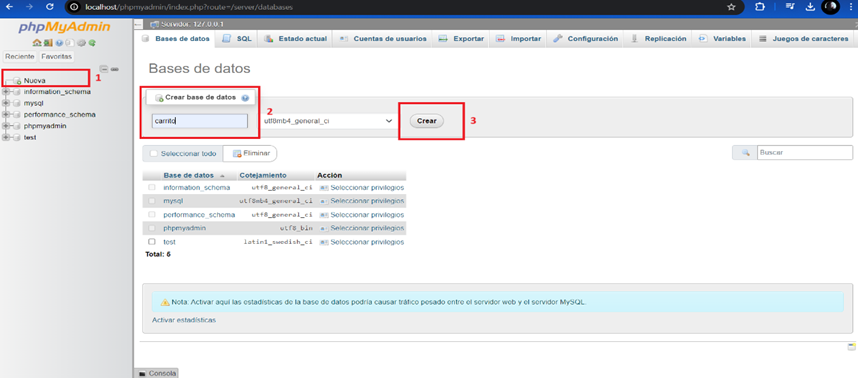 localhost/phpmyadmin/index.php?route=/server/databases
phpMyAdmin
Reciente Favoritas
Nueva
1
information_schema
mysql
performance_schema
phpmyadmin
test
Servidor: 127.0.0.1
Bases de datos SQL Estado actual Cuentas de usuarios Exportar Importar Configuración Replicación Variables Juegos de caracteres
Bases de datos
Crear base de datos
2
carrito utf8mb4_general_ci Crear 3
Seleccionar todo Eliminar Buscar
Base de datos Cotejamiento Acción
information_schema utf8_general_ci Seleccionar privilegios
mysql utf8mb4_general_ci Seleccionar privilegios
performance_schema utf8_general_ci Seleccionar privilegios
phpmyadmin utf8_bin Seleccionar privilegios
test latin1_swedish_ci Seleccionar privilegios
Total: 5
Nota: Activar aquí las estadísticas de la base de datos podría causar tráfico pesado entre el servidor web y el servidor MySQL.
Activar estadísticas
Consola